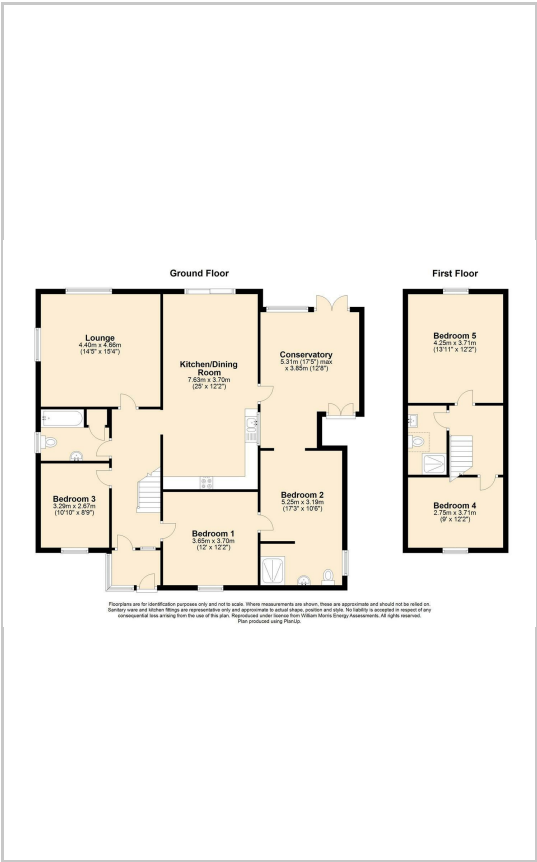 Ground Floor
First Floor
Lounge
4.40m x 4.66m
(14'5" x 15'4")
Kitchen/Dining
Room
7.63m x 3.70m
(25' x 12'2")
Conservatory
5.31m (17'5") max
x 3.85m (12'8")
Bedroom 5
4.25m x 3.71m
(13'11" x 12'2")
Bedroom 3
3.29m x 2.67m
(10'10" x 8'9")
Bedroom 1
3.65m x 3.70m
(12' x 12'2")
Bedroom 2
5.25m x 3.19m
(17'3" x 10'6")
Bedroom 4
2.75m x 3.71m
(9' x 12'2")
Floorplans are for identification purposes only and not to scale. Where measurements are shown, these are approximate and should not be relied on.
Sanitary ware and kitchen fittings are representative only and approximate to actual shape, position and style. No liability is accepted in respect of any
consequential loss arising from the use of this plan. Reproduced under licence from William Morris Energy Assessments. All rights reserved.
Plan produced using PlanUp.